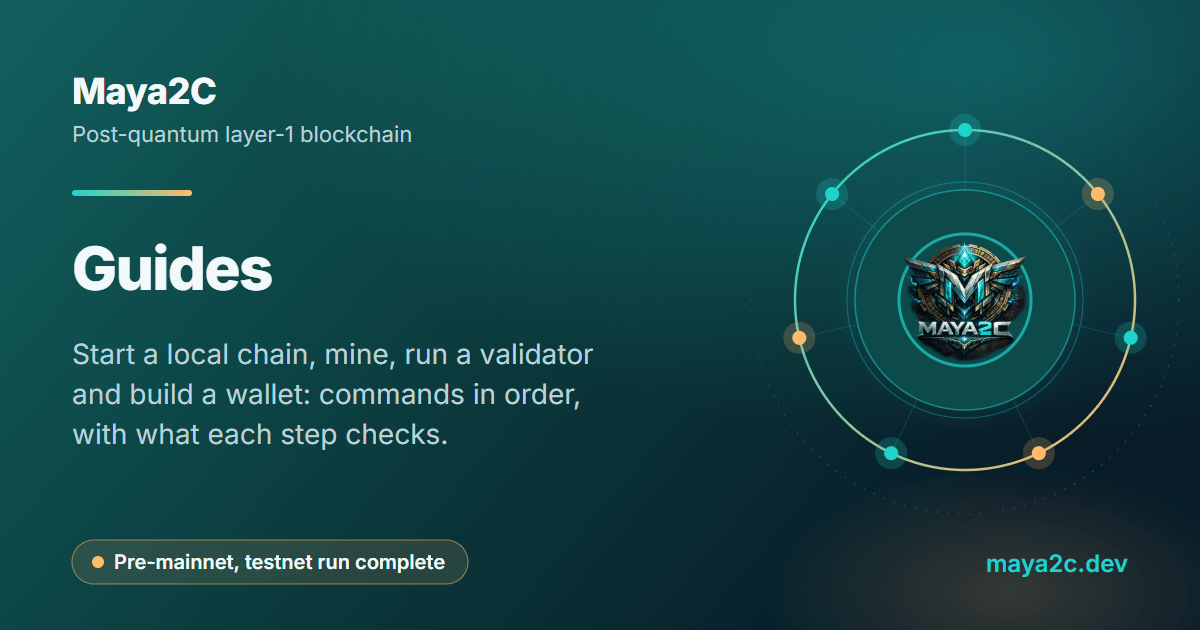 Maya2C
Post-quantum layer-1 blockchain
Guides
Start a local chain, mine, run a validator
and build a wallet: commands in order,
with what each step checks.
MAYA2C
Pre-mainnet, testnet run complete
maya2c.dev